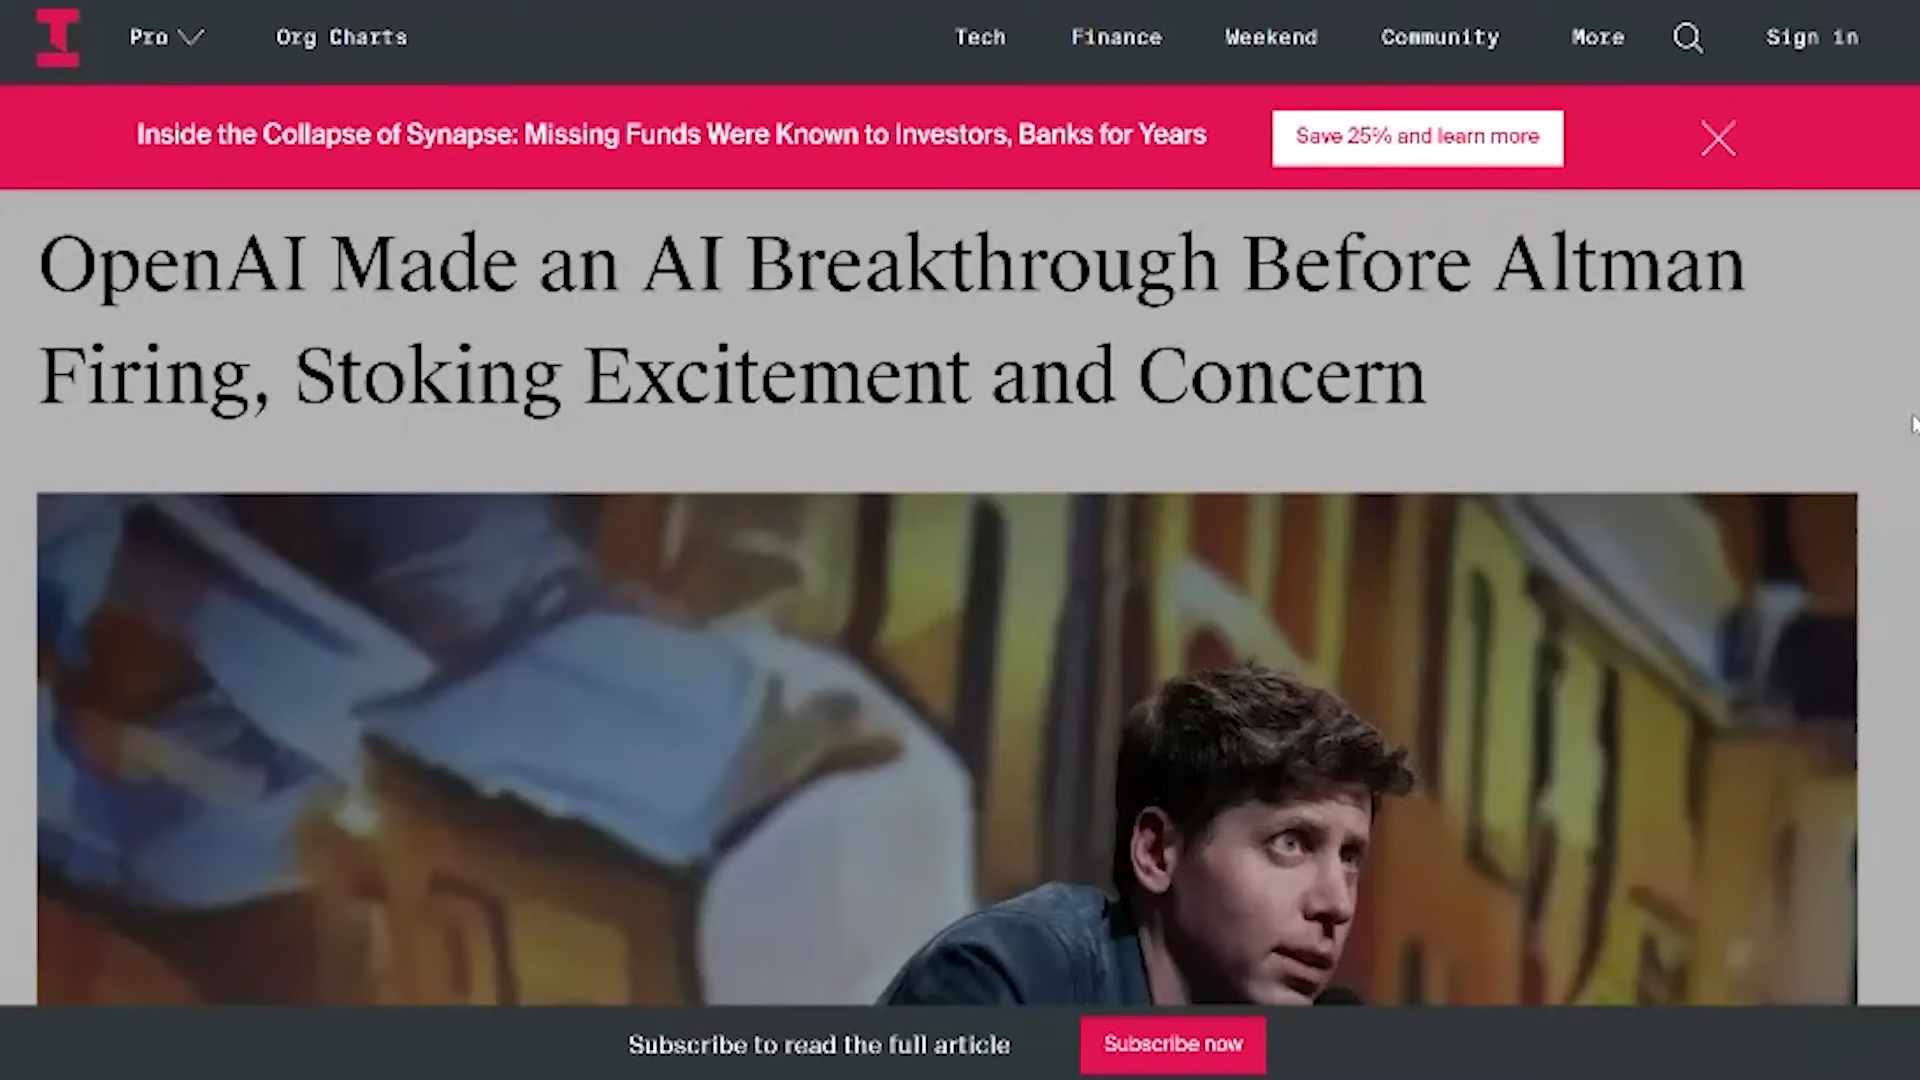 Pro
Org Charts
Tech
Finance
Weekend
Community
More
Sign in
Inside the Collapse of Synapse: Missing Funds Were Known to Investors, Banks for Years
Save 25% and learn more
OpenAI Made an AI Breakthrough Before Altman
Firing, Stoking Excitement and Concern
Subscribe to read the full article
Subscribe now